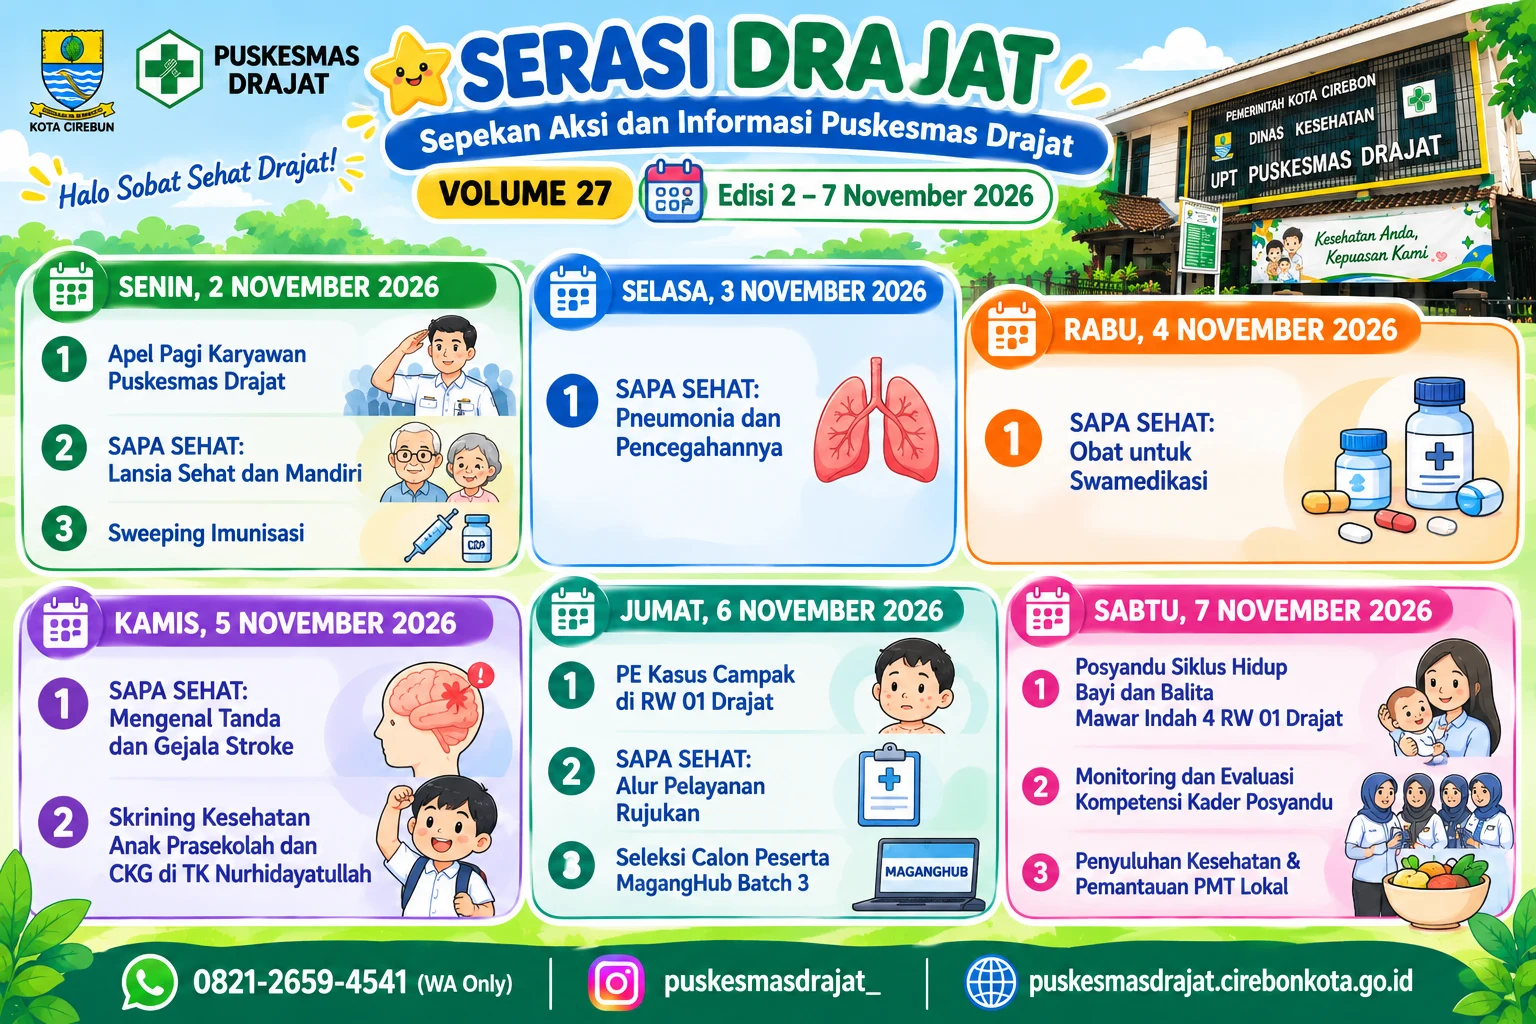 KOTA CIREBUN
PUSKESMAS
DRAJAT
Halo Sobat Sehat Drajat!
SERASI DRAJAT
Sepekan Aksi dan Informasi Puskesmas Drajat
VOLUME 27
Edisi 2 – 7 November 2026
PEMERINITAH KOTA CIREBON
DINAS KESEHATAN
UPT PUSKESMAS DRAJAT
Kesehatan Anda,
Kepuasan Kami
SENIN, 2 NOVEMBER 2026
1 Apel Pagi Karyawan
Puskesmas Drajat
2 SAPA SEHAT:
Lansia Sehat dan Mandiri
3 Sweeping Imunisasi
SELASA, 3 NOVEMBER 2026
1 SAPA SEHAT:
Pneumonia dan
Pencegahannya
RABU, 4 NOVEMBER 2026
1 SAPA SEHAT:
Obat untuk
Swamedikasi
KAMIS, 5 NOVEMBER 2026
1 SAPA SEHAT:
Mengenal Tanda
dan Gejala Stroke
!
2 Skrining Kesehatan
Anak Prasekolah dan
CKG di TK Nurhidayatullah
JUMAT, 6 NOVEMBER 2026
1 PE Kasus Campak
di RW 01 Drajat
2 SAPA SEHAT:
Alur Pelayanan
Rujukan
3 Seleksi Calon Peserta
MagangHub Batch 3
MAGANGHUB
SABTU, 7 NOVEMBER 2026
1 Posyandu Siklus Hidup
Bayi dan Balita
Mawar Indah 4 RW 01 Drajat
2 Monitoring dan Evaluasi
Kompetensi Kader Posyandu
3 Penyuluhan Kesehatan &
Pemantauan PMT Lokal
0821-2659-4541 (WA Only)
puskesmasdrajat_
puskesmasdrajat.cirebonkota.go.id